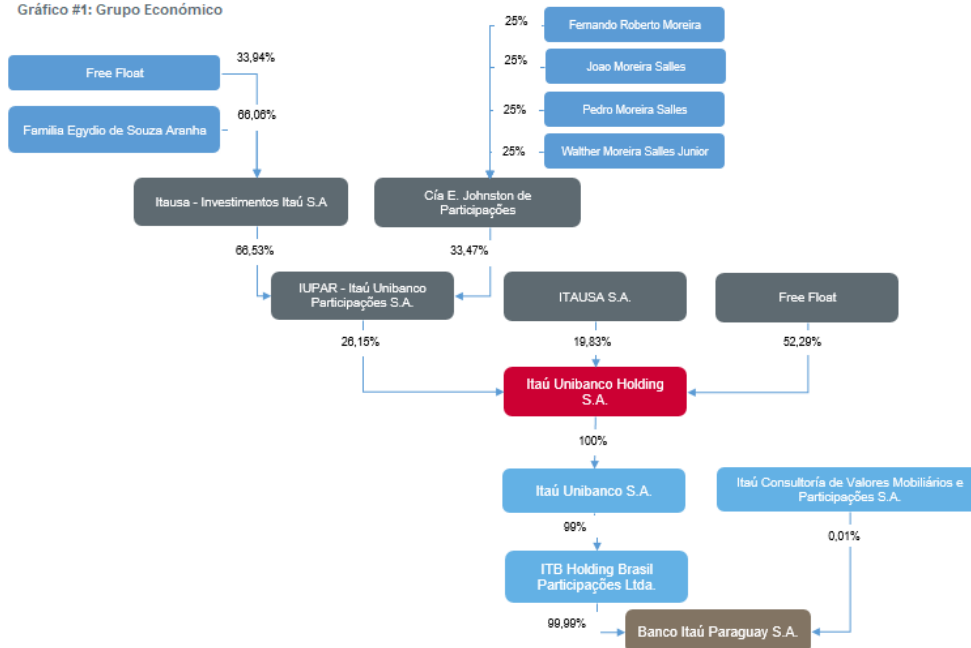 Gráfico #1: Grupo Económico
25%
Fernando Roberto Moreira
33,94%
Free Float
25%
Joao Moreira Salles
66,06%
25%
Pedro Moreira Salles
Familia Egydio de Souza Aranha
25%
Walther Moreira Salles Junior
Itausa - Investimentos Itaú S.A
Cía E. Johnston de
Participações
66,53%
33,47%
IUPAR - Itaú Unibanco
Participações S.A.
ITAUSA S.A.
Free Float
26,15%
19,83%
52,29%
Itaú Unibanco Holding
S.A.
100%
Itaú Unibanco S.A.
Itaú Consultoría de Valores Mobiliários e
Participações S.A.
99%
0,01%
ITB Holding Brasil
Participações Ltda.
99,99%
Banco Itaú Paraguay S.A.